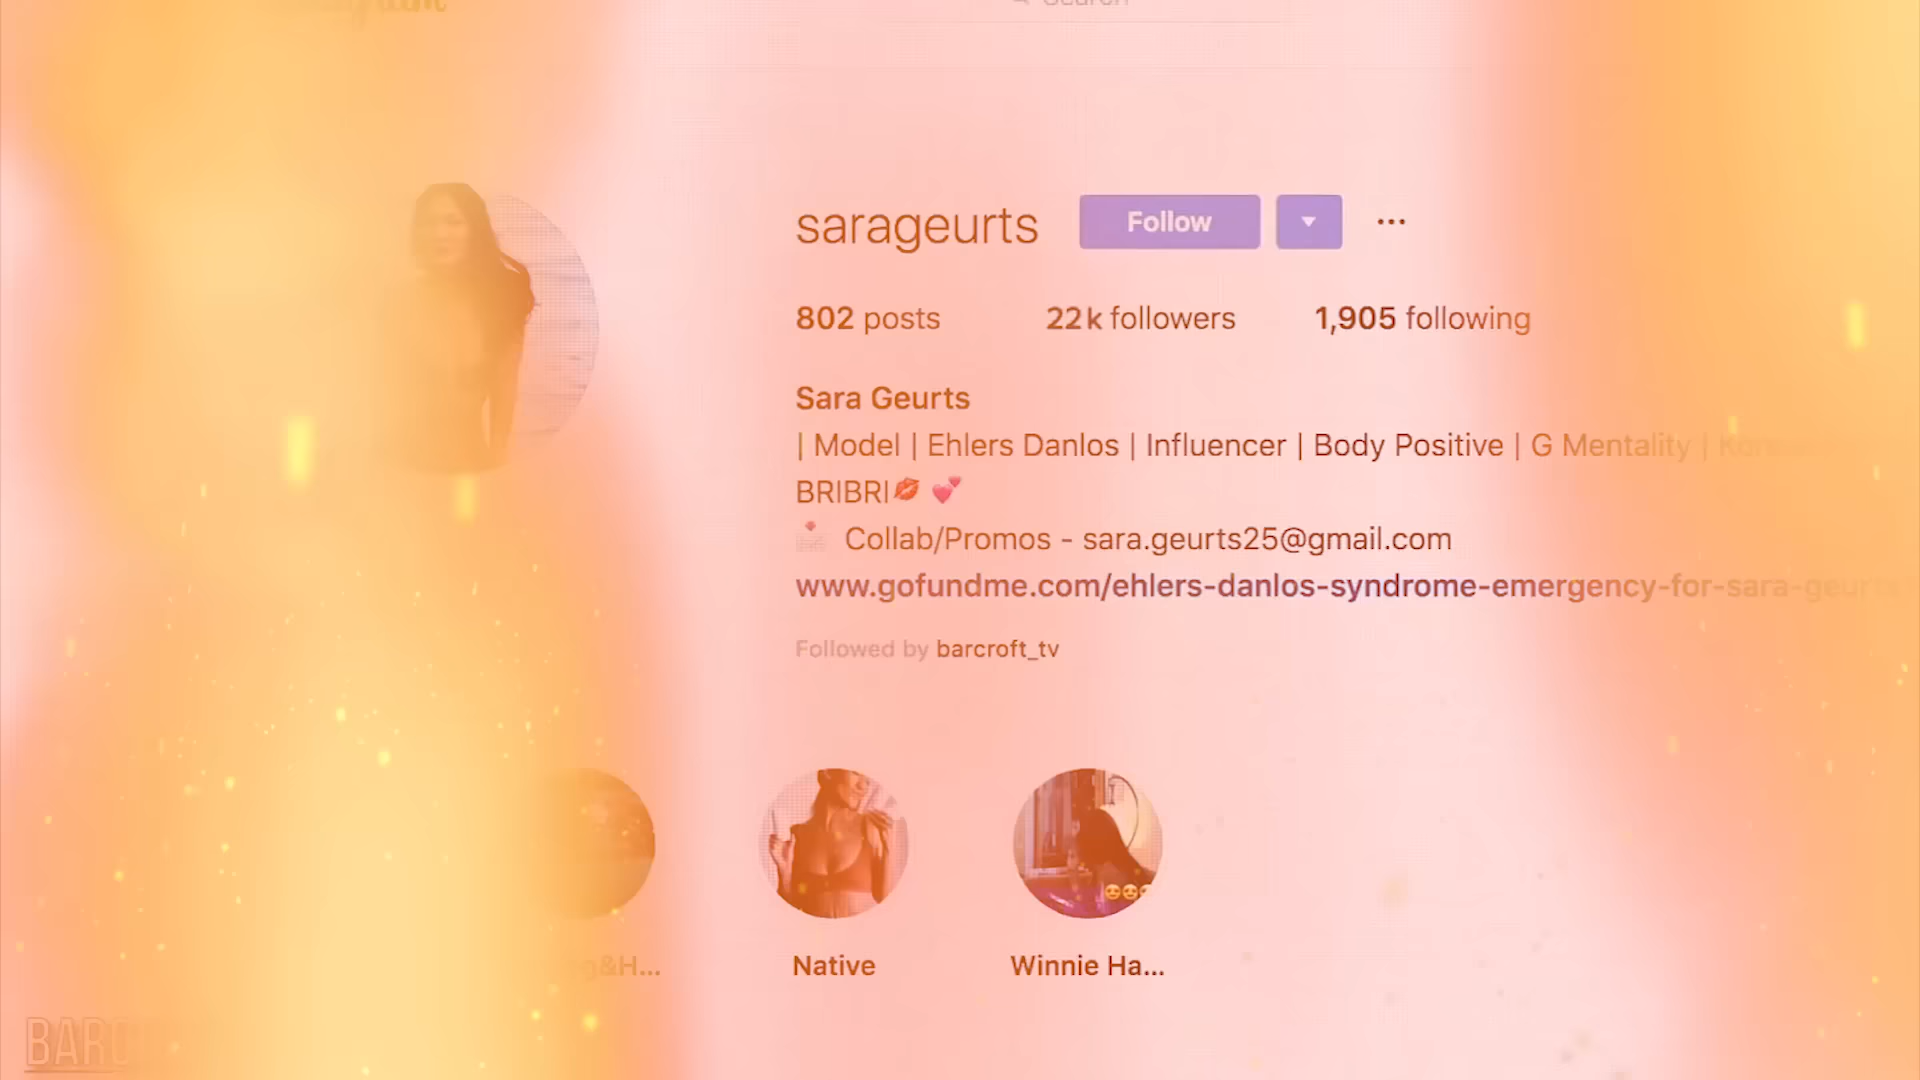 Search
sarageurts Follow
802 posts 22k followers 1,905 following
Sara Geurts
| Model | Ehlers Danlos | Influencer | Body Positive | G Mentality |
BRIBRI💋 💕
Collab/Promos - sara.geurts25@gmail.com
www.gofundme.com/ehlers-danlos-syndrome-emergency-for-sara-geurts
Followed by barcroft_tv
Native Winnie Ha...